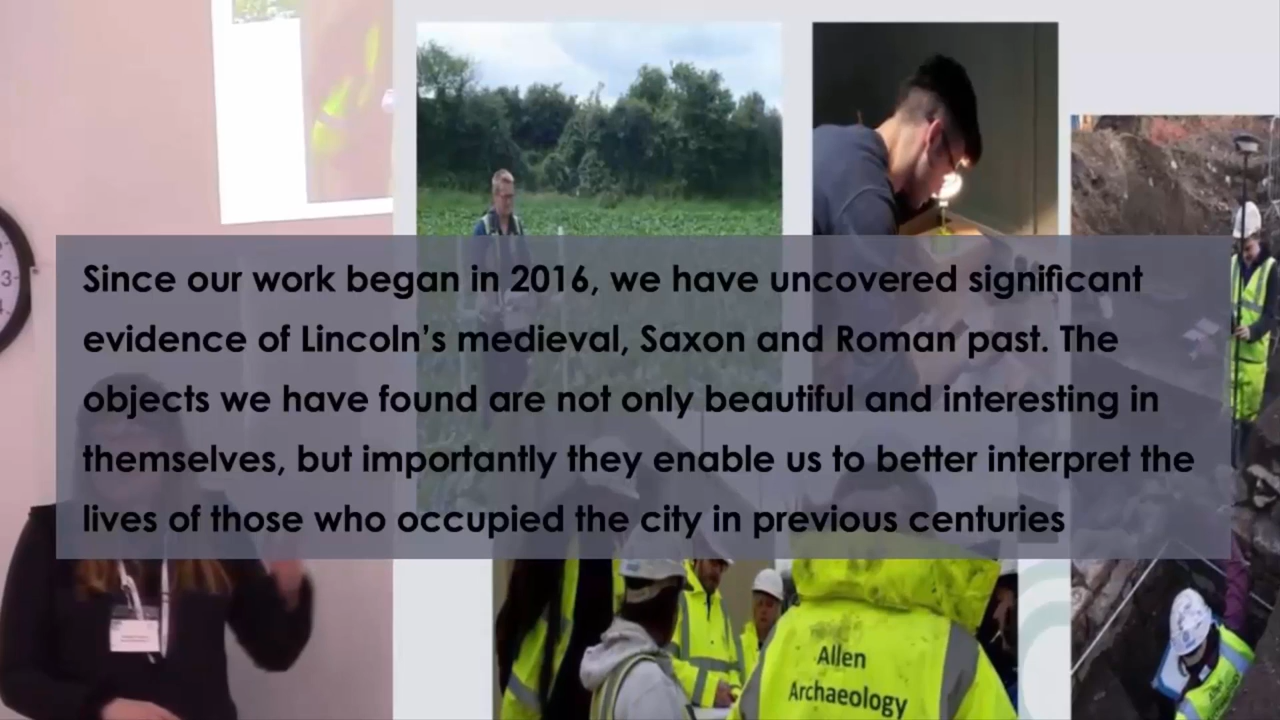 Since our work began in 2016, we have uncovered significant
evidence of Lincoln's medieval, Saxon and Roman past. The
objects we have found are not only beautiful and interesting in
themselves, but importantly they enable us to better interpret the
lives of those who occupied the city in previous centuries
Allen
Archaeology
3